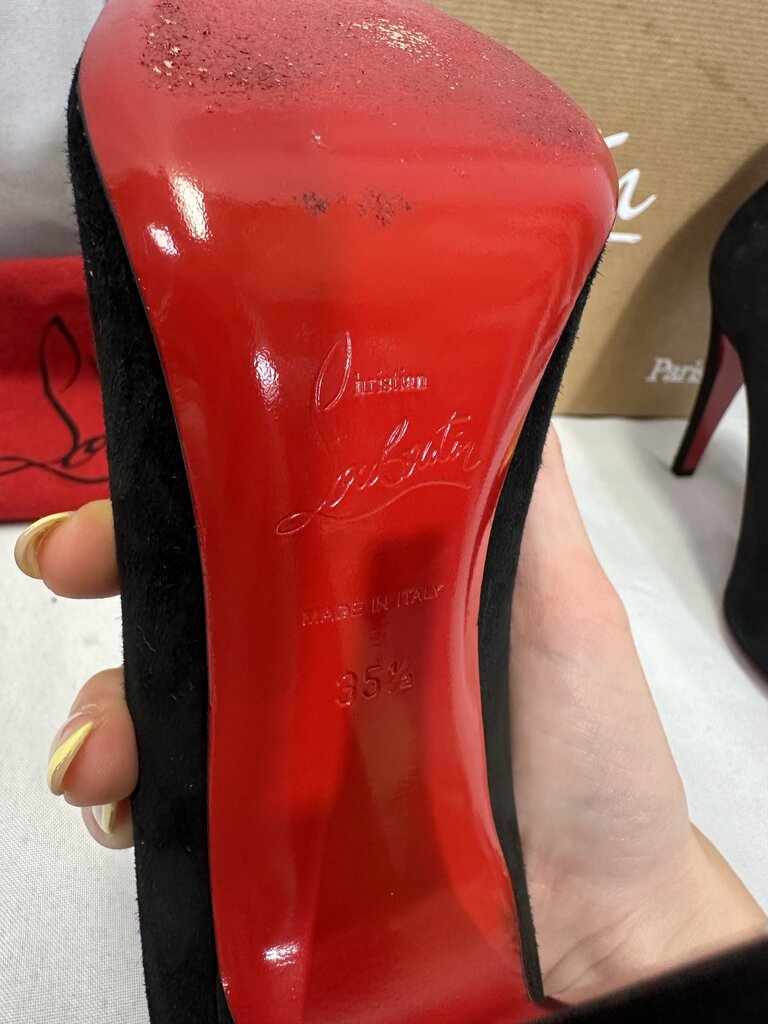 Christian
Louboutin
MADE IN ITALY
35½
Paris